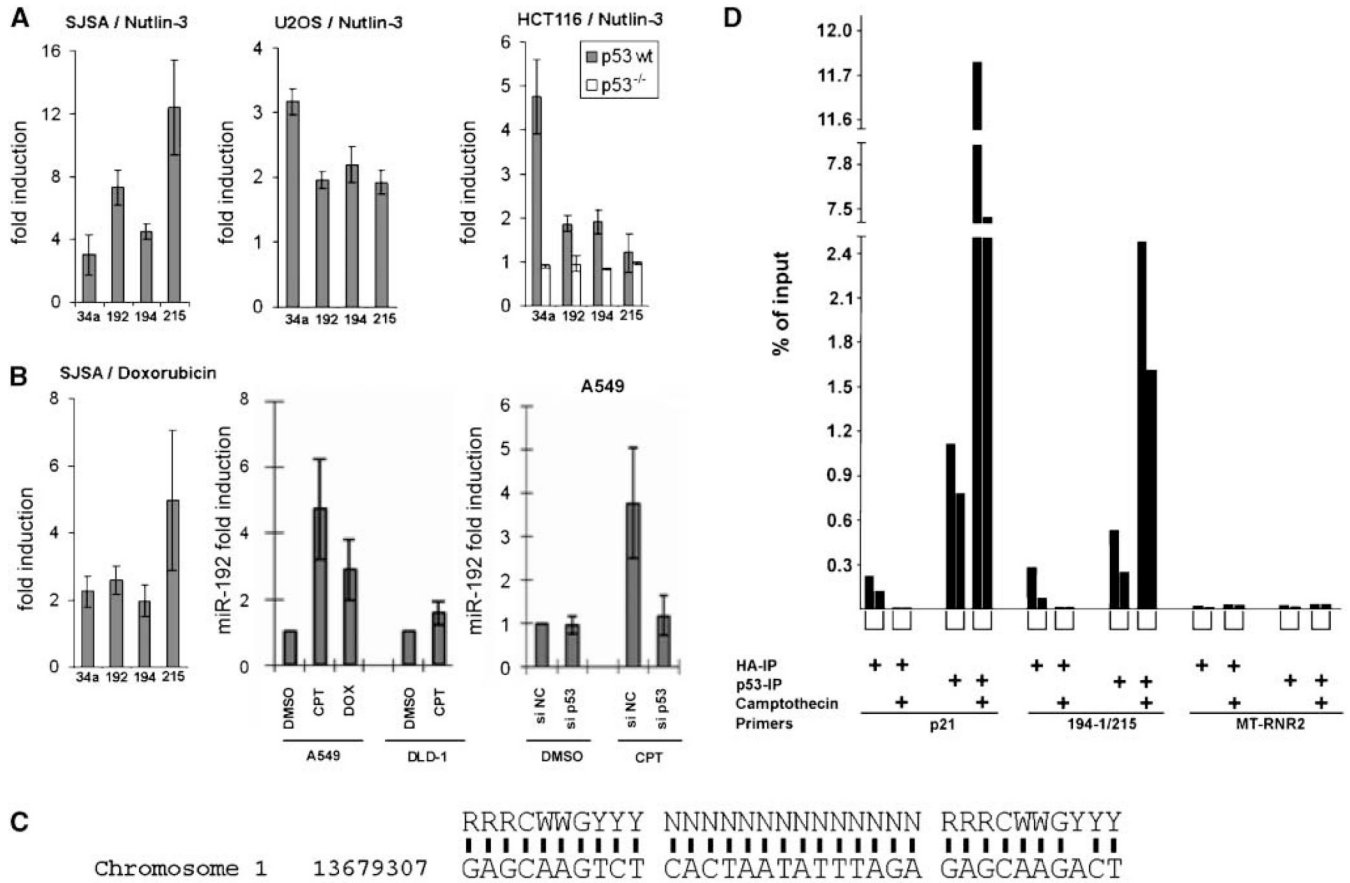 A
SJSA / Nutlin-3
fold induction
16
12
8
4
0
34a 192 194 215
U2OS / Nutlin-3
fold induction
4
3
2
1
0
34a 192 194 215
HCT116 / Nutlin-3
fold induction
6
5
4
3
2
1
0
p53 wt
p53-/-
34a 192 194 215
B
SJSA / Doxorubicin
fold induction
8
6
4
2
0
34a 192 194 215
miR-192 fold induction
8
6
4
2
0
DMSO CPT DOX DMSO CPT
A549 DLD-1
A549
miR-192 fold induction
6
5
4
3
2
1
0
si NC si p53 si NC si p53
DMSO CPT
D
% of input
12.0
11.7
11.6
7.8
7.5
2.4
2.1
1.8
1.5
1.2
0.9
0.6
0.3
HA-IP + + + + + +
p53-IP + + + + + +
Camptothecin + + + + + +
Primers p21 194-1/215 MT-RNR2
C
RRRCWWGYYY NNNNNNNNNNNNNN RRRCWWGYYY
Chromosome 1 13679307 GAGCAAGTCT CACTAATATTTAGA GAGCAAGACT